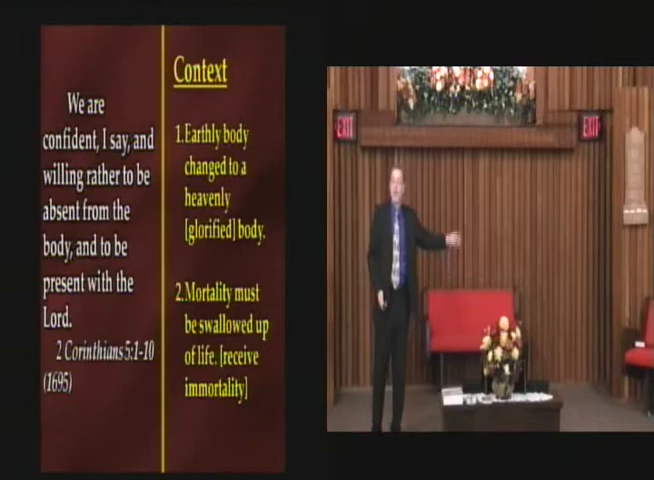 We are
confident, I say, and
willing rather to be
absent from the
body, and to be
present with the
Lord.
2 Corinthians 5:1-10
(1695)
Context
1. Earthly body
changed to a
heavenly
[glorified] body.
2. Mortality must
be swallowed up
of life. [receive
immortality]
EXIT
EXIT